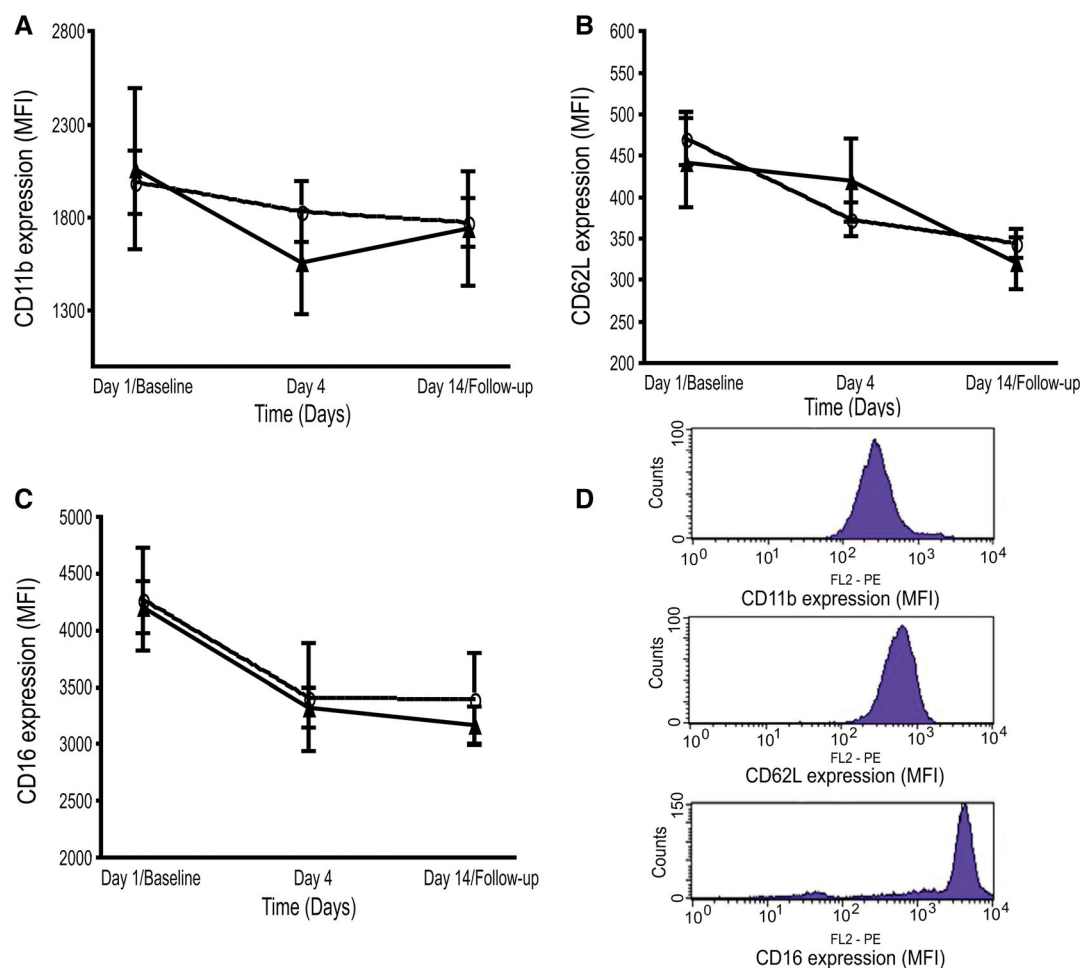 A
CD11b expression (MFI)
2800
2300
1800
1300
Day 1/Baseline Day 4 Day 14/Follow-up
Time (Days)
B
CD62L expression (MFI)
600
550
500
450
400
350
300
250
200
Day 1/Baseline Day 4 Day 14/Follow-up
Time (Days)
C
CD16 expression (MFI)
5000
4500
4000
3500
3000
2500
2000
Day 1/Baseline Day 4 Day 14/Follow-up
Time (Days)
D
Counts
100
0
10^0 10^1 10^2 10^3 10^4
FL2 - PE
CD11b expression (MFI)
Counts
100
0
10^0 10^1 10^2 10^3 10^4
FL2 - PE
CD62L expression (MFI)
Counts
150
0
10^0 10^1 10^2 10^3 10^4
FL2 - PE
CD16 expression (MFI)